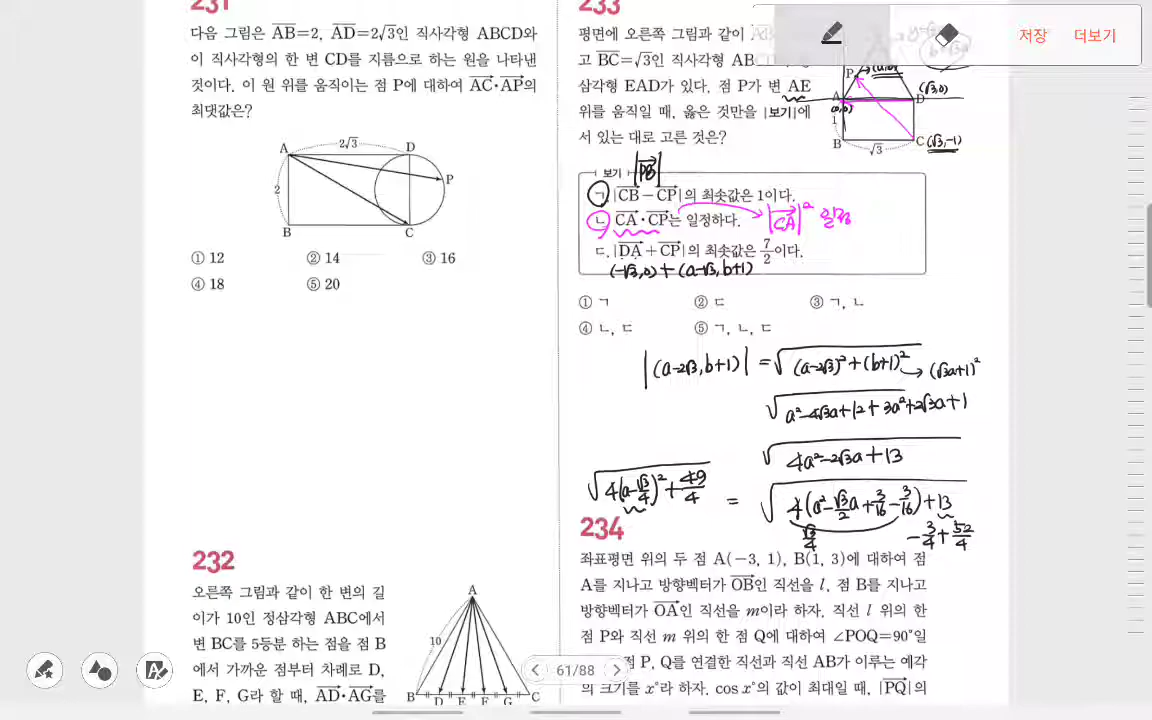 231
다음 그림은 AB=2, AD=2√3인 직사각형 ABCD와
이 직사각형의 한 변 CD를 지름으로 하는 원을 나타낸
것이다. 이 원 위를 움직이는 점 P에 대하여 AC·AP의
최댓값은?
A 2√3 D
P
2
B C
① 12 ② 14 ③ 16
④ 18 ⑤ 20
232
오른쪽 그림과 같이 한 변의 길
이가 10인 정삼각형 ABC에서
변 BC를 5등분 하는 점을 점 B
에서 가까운 점부터 차례로 D,
E, F, G라 할 때, AD·AG를
A
10
B D E F G C
233
평면에 오른쪽 그림과 같이
고 BC=√3인 직사각형
삼각형 EAD가 있다. 점 P가 변 AE
위를 움직일 때, 옳은 것만을 |보기|에
서 있는 대로 고른 것은?
P
A D (√3,0)
(0,0)
1
B √3 C (√3,-1)
|PB|
보기
ㄱ. |CB-CP|의 최솟값은 1이다.
ㄴ. CA·CP는 일정하다. |CA|² 일정
ㄷ. |DA+CP|의 최솟값은 7/2이다.
(-√3,0)+(a-√3,b+1)
① ㄱ ② ㄷ ③ ㄱ, ㄴ
④ ㄴ, ㄷ ⑤ ㄱ, ㄴ, ㄷ
|(a-2√3,b+1)| = √(a-2√3)²+(b+1)² → (√3a+1)²
√a²-4√3a+12+3a²+2√3a+1
√4a²-2√3a+13
√4(a-√3/4)²+49/4 = √4(a²-√3/2a+3/16-3/16)+13
√3/4 -3/4+52/4
234
좌표평면 위의 두 점 A(-3, 1), B(1, 3)에 대하여 점
A를 지나고 방향벡터가 OB인 직선을 l, 점 B를 지나고
방향벡터가 OA인 직선을 m이라 하자. 직선 l 위의 한
점 P와 직선 m 위의 한 점 Q에 대하여 ∠POQ=90°일
점 P, Q를 연결한 직선과 직선 AB가 이루는 예각
의 크기를 x°라 하자. cos x°의 값이 최대일 때, |PQ|의
저장 더보기
61/88